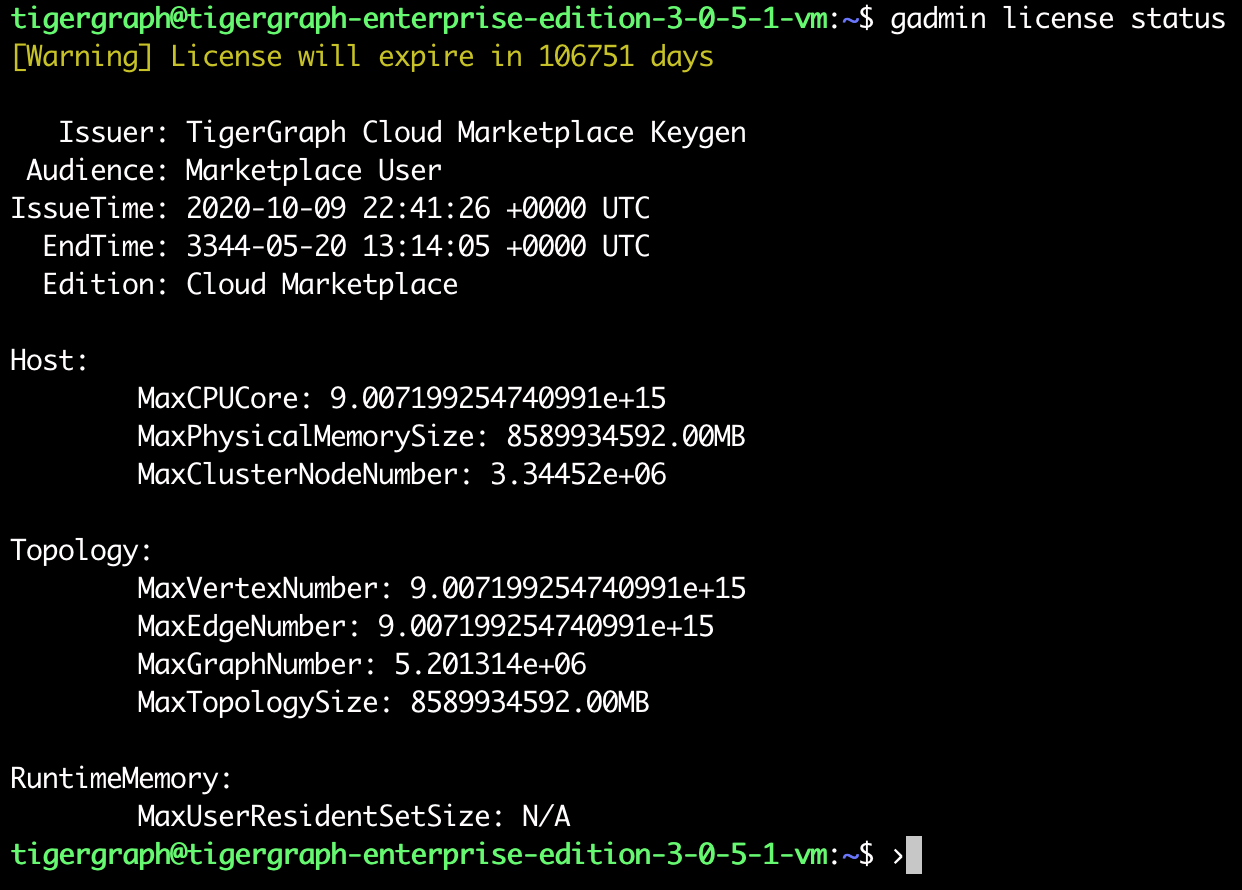 tigergraph@tigergraph-enterprise-edition-3-0-5-1-vm:~$ gadmin license status
[Warning] License will expire in 106751 days
Issuer: TigerGraph Cloud Marketplace Keygen
Audience: Marketplace User
IssueTime: 2020-10-09 22:41:26 +0000 UTC
EndTime: 3344-05-20 13:14:05 +0000 UTC
Edition: Cloud Marketplace
Host:
MaxCPUCore: 9.007199254740991e+15
MaxPhysicalMemorySize: 8589934592.00MB
MaxClusterNodeNumber: 3.34452e+06
Topology:
MaxVertexNumber: 9.007199254740991e+15
MaxEdgeNumber: 9.007199254740991e+15
MaxGraphNumber: 5.201314e+06
MaxTopologySize: 8589934592.00MB
RuntimeMemory:
MaxUserResidentSetSize: N/A
tigergraph@tigergraph-enterprise-edition-3-0-5-1-vm:~$ ›